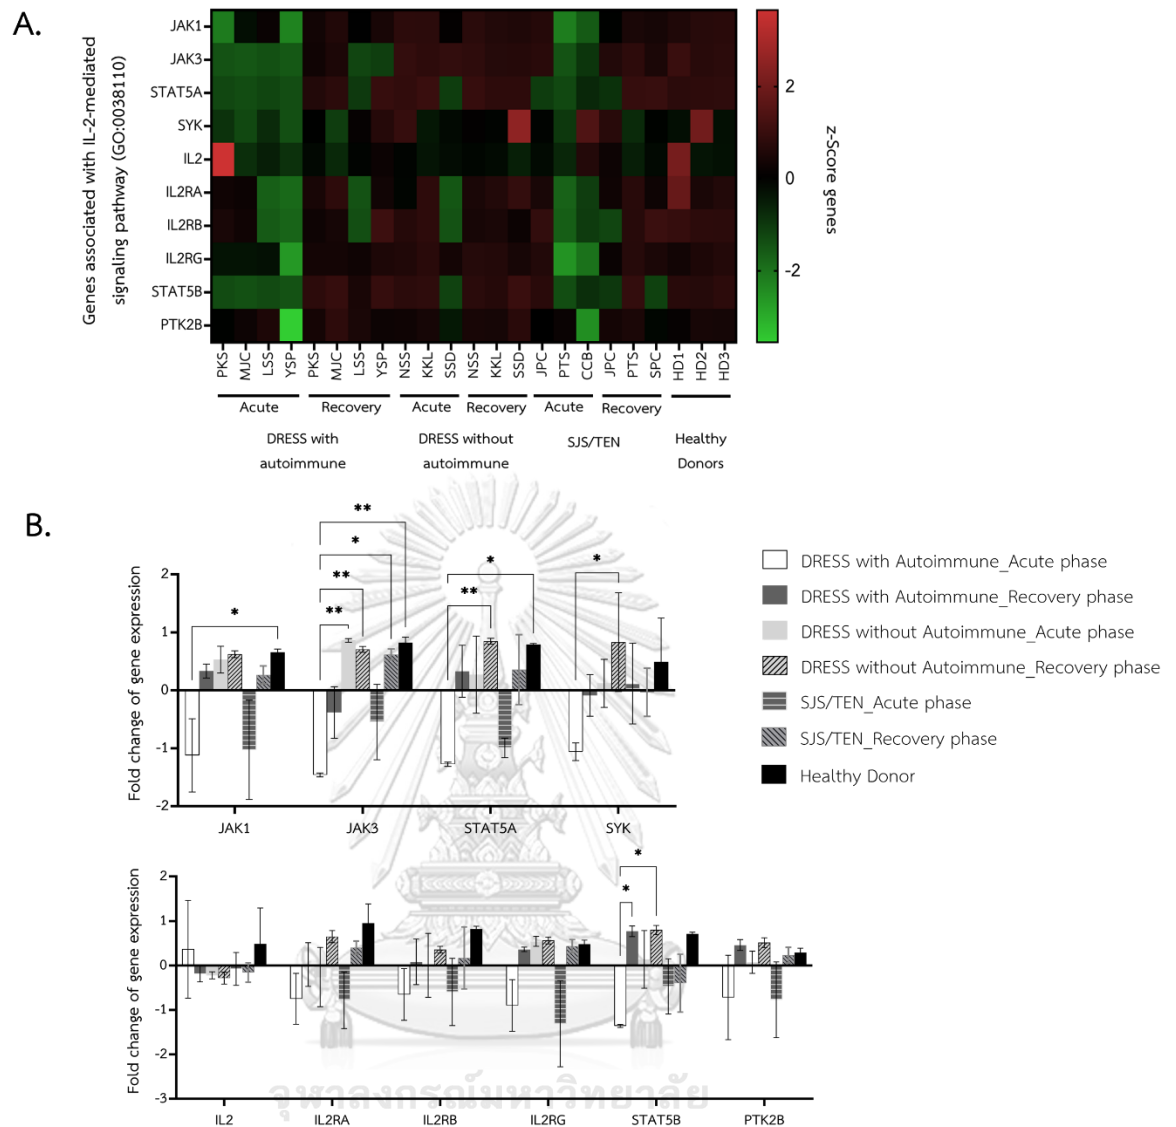 A.
Genes associated with IL-2-mediated
signaling pathway (GO:0038110)
JAK1
JAK3
STAT5A
SYK
IL2
IL2RA
IL2RB
IL2RG
STAT5B
PTK2B
2
0
-2
z-Score genes
PKS MJC LSS YSP PKS MJC LSS YSP NSS KKL SSD NSS KKL SSD JPC PTS CCB JPC PTS SPC HD1 HD2 HD3
Acute Recovery Acute Recovery Acute Recovery
DRESS with DRESS without SJS/TEN Healthy
autoimmune autoimmune Donors
B.
Fold change of gene expression
2
1
0
-1
-2
** * ** ** * * ** * *
JAK1 JAK3 STAT5A SYK
DRESS with Autoimmune_Acute phase
DRESS with Autoimmune_Recovery phase
DRESS without Autoimmune_Acute phase
DRESS without Autoimmune_Recovery phase
SJS/TEN_Acute phase
SJS/TEN_Recovery phase
Healthy Donor
Fold change of gene expression
2
1
0
-1
-2
-3
* *
IL2 IL2RA IL2RB IL2RG STAT5B PTK2B
จุฬาลงกรณ์มหาวิทยาลัย